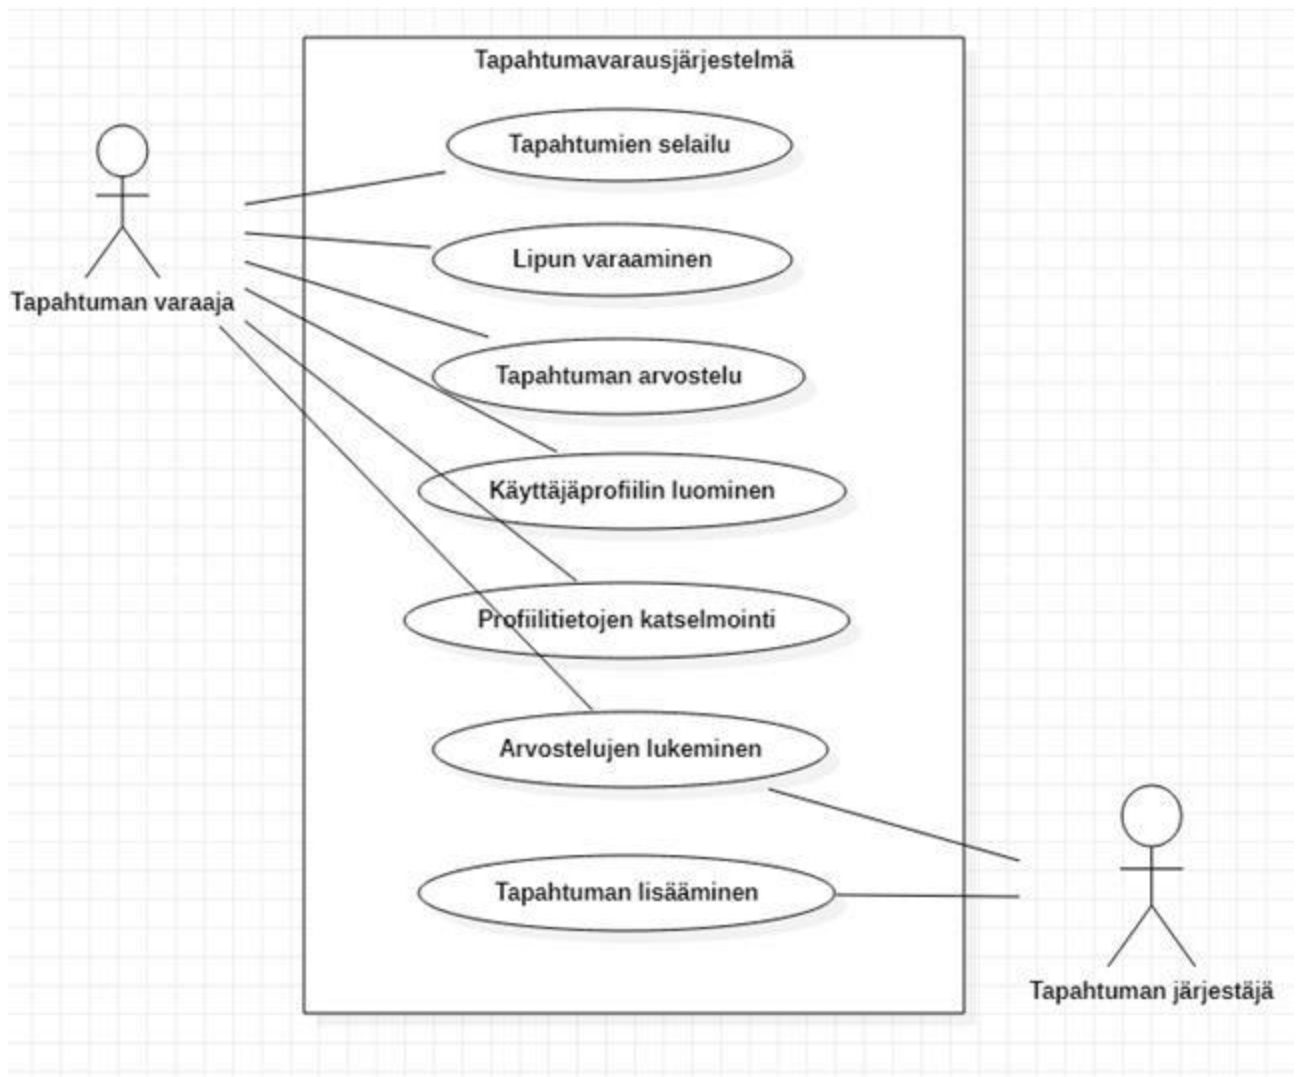 Tapahtumavarausjärjestelmä
Tapahtumien selailu
Lipun varaaminen
Tapahtuman varaaja
Tapahtuman arvostelu
Käyttäjäprofiilin luominen
Profiilitietojen katselmointi
Arvostelujen lukeminen
Tapahtuman lisääminen
Tapahtuman järjestäjä